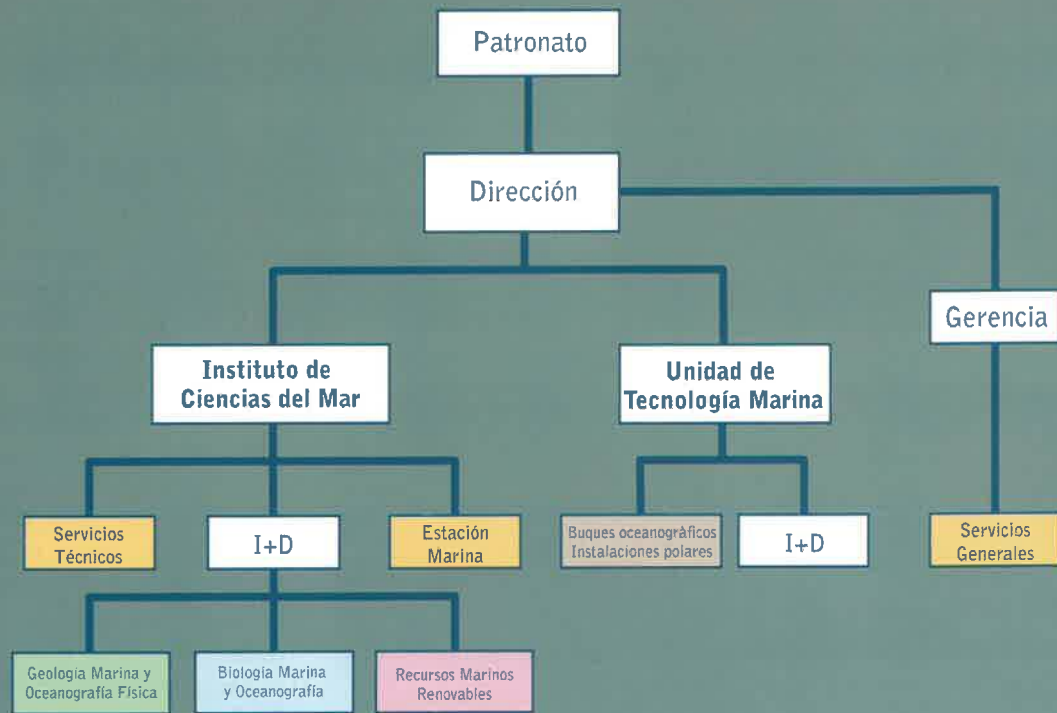 Patronato
Dirección
Gerencia
Instituto de
Ciencias del Mar
Unidad de
Tecnología Marina
Servicios
Técnicos
I+D
Estación
Marina
Buques oceanogràficos
Instalaciones polares
I+D
Servicios
Generales
Geología Marina y
Oceanografía Física
Biología Marina
y Oceanografía
Recursos Marinos
Renovables